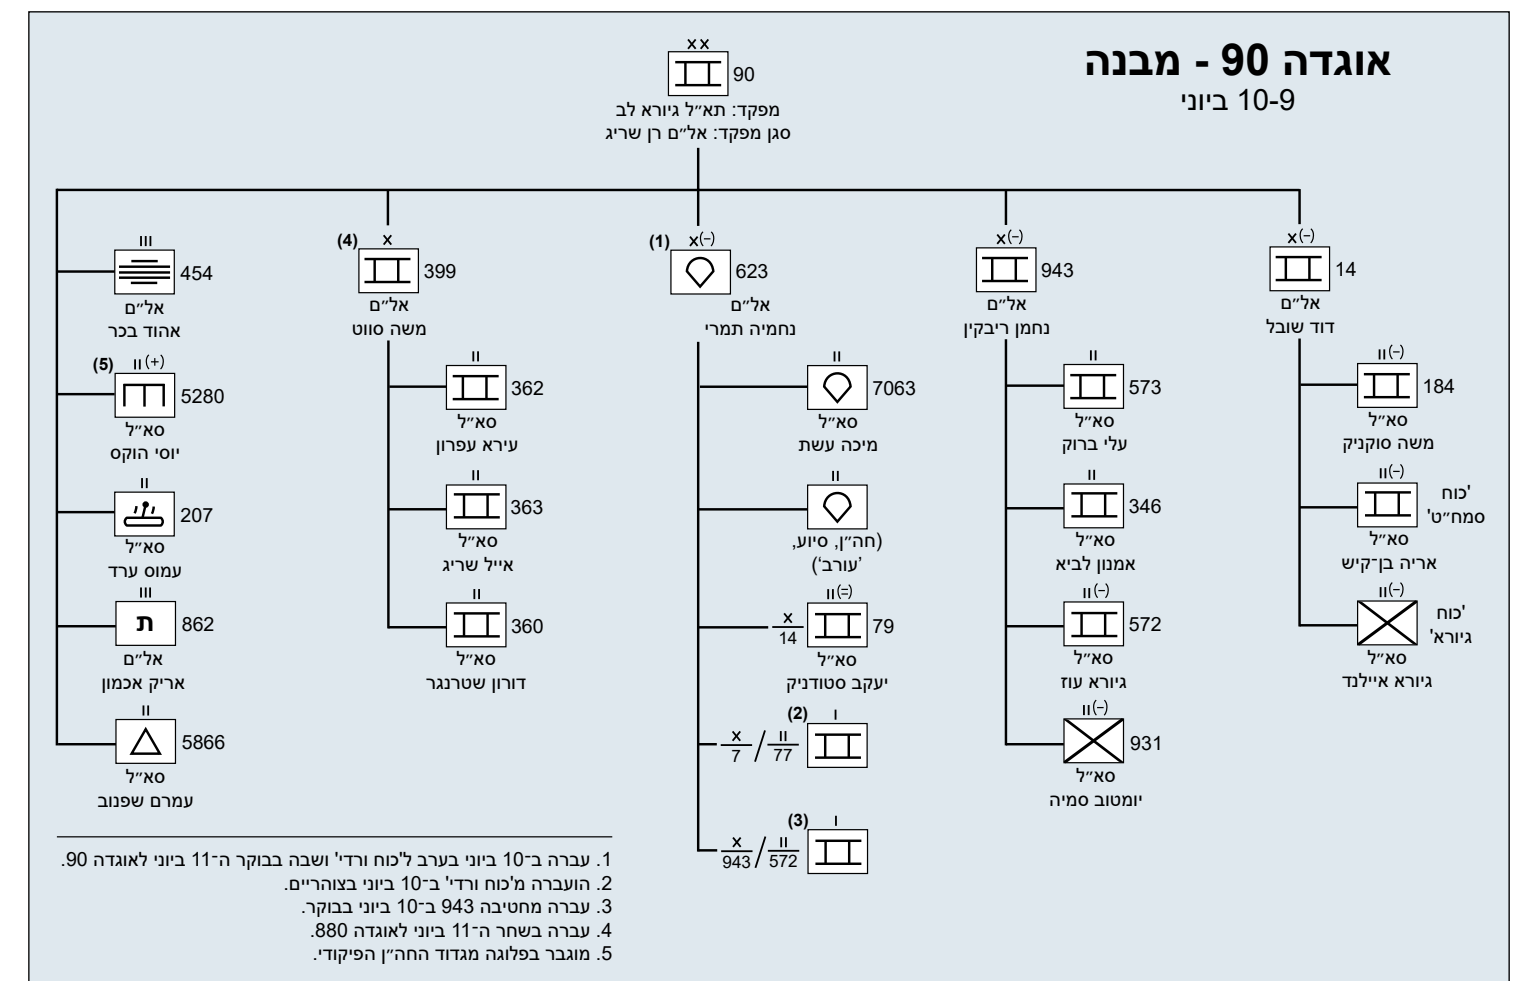 אוגדה 90 - מבנה
10-9 ביוני
xx
90
מפקד: תא״ל גיורא לב
סגן מפקד: אל״ם רן שריג
x(–)
14
אל״ם
דוד שובל
II(–)
184
סא״ל
משה סוקניק
II(–)
'כוח
סמח״ט'
סא״ל
אריה בן־קיש
II(–)
'כוח
גיורא'
סא״ל
גיורא איילנד
x(–)
943
אל״ם
נחמן ריבקין
II
573
סא״ל
עלי ברוק
II
346
סא״ל
אמנון לביא
II(–)
572
סא״ל
גיורא עוז
II(–)
931
סא״ל
יומטוב סמיה
(1) x(–)
623
אל״ם
נחמיה תמרי
II
7063
סא״ל
מיכה עשת
II
(חה״ן, סיוע,
'עורב')
II(=)
x
14
79
סא״ל
יעקב סטודניק
(2) I
x / II
7 77
(3) I
x / II
943 572
(4) x
399
אל״ם
משה סווט
II
362
סא״ל
עירא עפרון
II
363
סא״ל
אייל שריג
II
360
סא״ל
דורון שטרנגר
III
454
אל״ם
אהוד בכר
(5) II(+)
5280
סא״ל
יוסי הוקס
II
207
סא״ל
עמוס ערד
III
ת
862
אל״ם
אריק אכמון
II
5866
סא״ל
עמרם שפנוב
1. עברה ב־10 ביוני בערב ל'כוח ורדי' ושבה בבוקר ה־11 ביוני לאוגדה 90.
2. הועברה מ'כוח ורדי' ב־10 ביוני בצוהריים.
3. עברה מחטיבה 943 ב־10 ביוני בבוקר.
4. עברה בשחר ה־11 ביוני לאוגדה 880.
5. מוגבר בפלוגה מגדוד החה״ן הפיקודי.